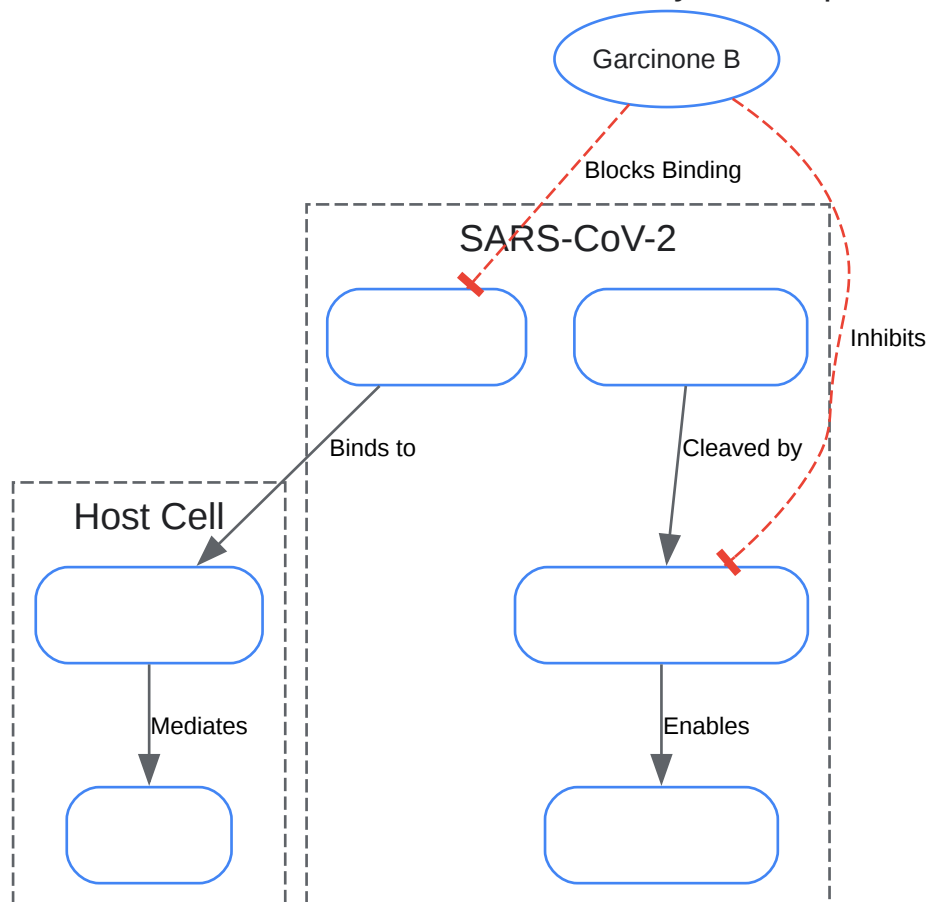 Garcinone B
Blocks Binding
SARS-CoV-2
Inhibits
Binds to
Cleaved by
Host Cell
Mediates
Enables